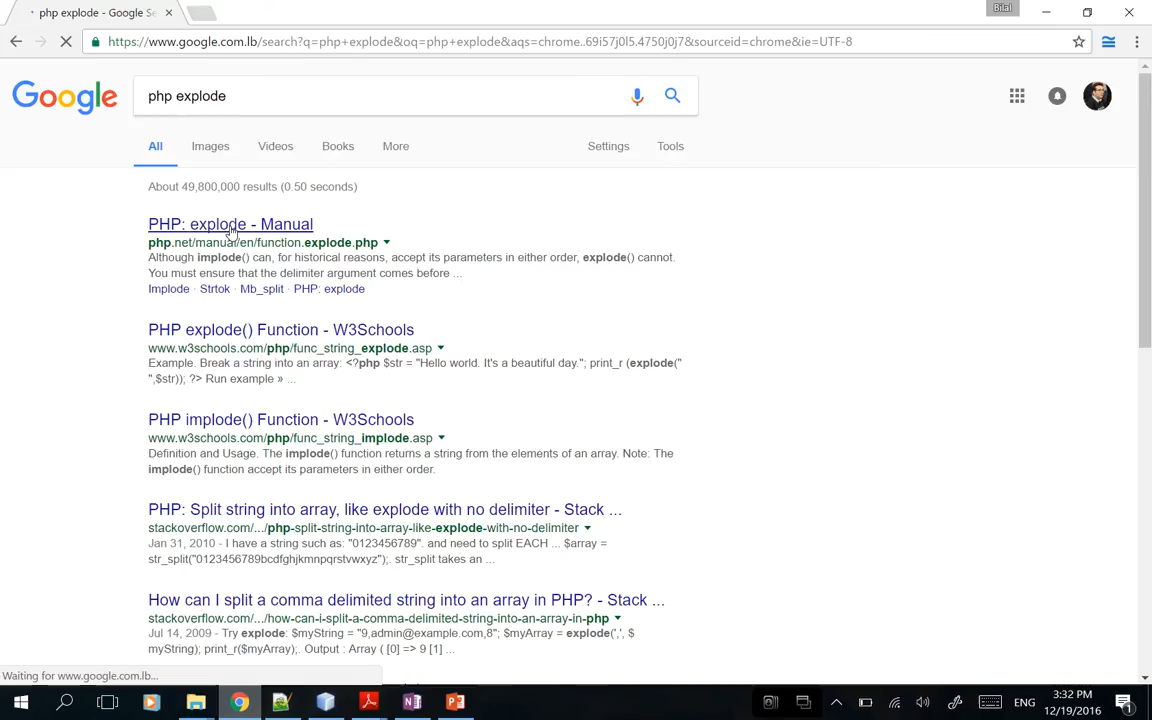 php explode - Google Se
Bilal
https://www.google.com.lb/search?q=php+explode&oq=php+explode&aqs=chrome..69i57j0l5.4750j0j7&sourceid=chrome&ie=UTF-8
Google
php explode
All Images Videos Books More Settings Tools
About 49,800,000 results (0.50 seconds)
PHP: explode - Manual
php.net/manual/en/function.explode.php
Although implode() can, for historical reasons, accept its parameters in either order, explode() cannot.
You must ensure that the delimiter argument comes before ...
Implode · Strtok · Mb_split · PHP: explode
PHP explode() Function - W3Schools
www.w3schools.com/php/func_string_explode.asp
Example. Break a string into an array: <?php $str = "Hello world. It's a beautiful day."; print_r (explode("
",$str)); ?> Run example » ...
PHP implode() Function - W3Schools
www.w3schools.com/php/func_string_implode.asp
Definition and Usage. The implode() function returns a string from the elements of an array. Note: The
implode() function accept its parameters in either order.
PHP: Split string into array, like explode with no delimiter - Stack ...
stackoverflow.com/.../php-split-string-into-array-like-explode-with-no-delimiter
Jan 31, 2010 - I have a string such as: "0123456789". and need to split EACH ... $array =
str_split("0123456789bcdfghjkmnpqrstvwxyz");. str_split takes an ...
How can I split a comma delimited string into an array in PHP? - Stack ...
stackoverflow.com/.../how-can-i-split-a-comma-delimited-string-into-an-array-in-php
Jul 14, 2009 - Try explode: $myString = "9,admin@example.com,8"; $myArray = explode(',', $
myString); print_r($myArray);. Output : Array ( [0] => 9 [1] ...
Waiting for www.google.com.lb...
ENG
3:32 PM
12/19/2016
1